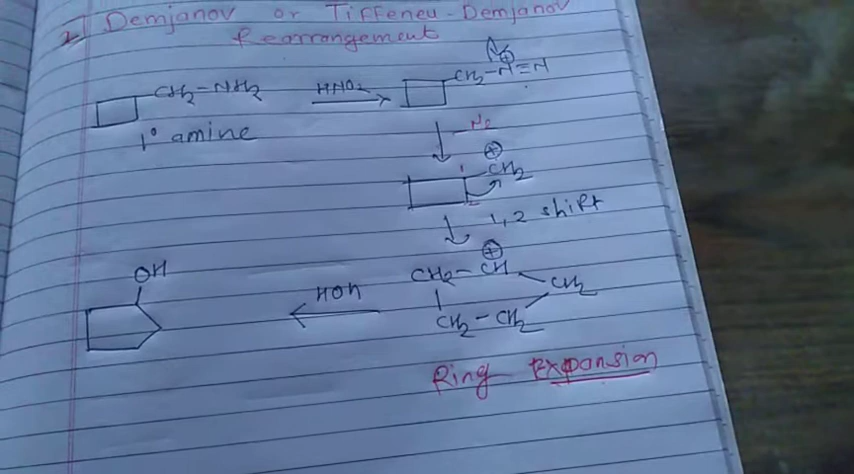 2] Demjanov or Tiffeneu-Demjanov
Rearrangement
CH2-NH2
HNO2
CH2-N≡N
⊕
1° amine
-N2
⊕
CH2
1,2 shift
⊕
CH2-CH
CH2
CH2-CH2
OH
HOH
Ring Expansion